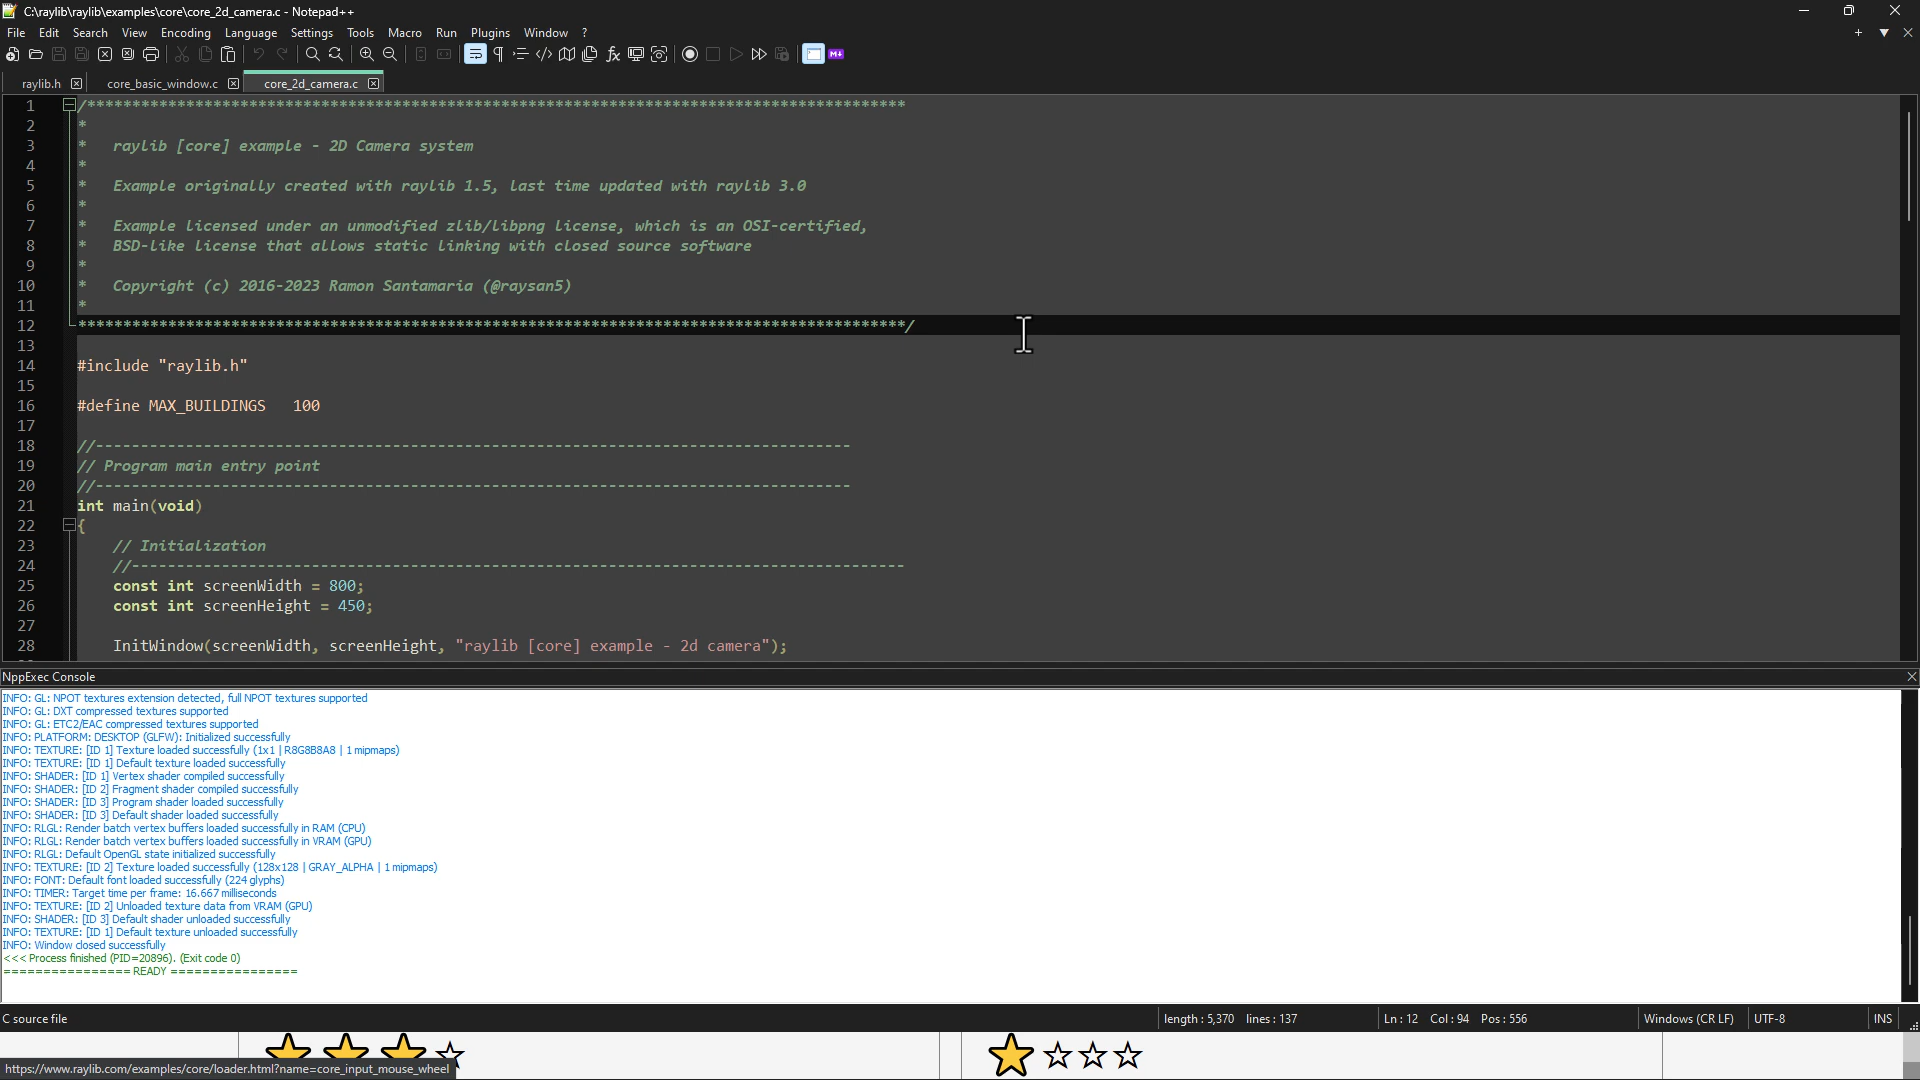 C:\raylib\raylib\examples\core\core_2d_camera.c - Notepad++
File Edit Search View Encoding Language Settings Tools Macro Run Plugins Window ?
raylib.h core_basic_window.c core_2d_camera.c
1 /*******************************************************************************************
2 *
3 *   raylib [core] example - 2D Camera system
4 *
5 *   Example originally created with raylib 1.5, last time updated with raylib 3.0
6 *
7 *   Example licensed under an unmodified zlib/libpng license, which is an OSI-certified,
8 *   BSD-like license that allows static linking with closed source software
9 *
10 *   Copyright (c) 2016-2023 Ramon Santamaria (@raysan5)
11 *
12 ********************************************************************************************/
13
14 #include "raylib.h"
15
16 #define MAX_BUILDINGS   100
17
18 //------------------------------------------------------------------------------------
19 // Program main entry point
20 //------------------------------------------------------------------------------------
21 int main(void)
22 {
23     // Initialization
24     //--------------------------------------------------------------------------------------
25     const int screenWidth = 800;
26     const int screenHeight = 450;
27
28     InitWindow(screenWidth, screenHeight, "raylib [core] example - 2d camera");
NppExec Console
INFO: GL: NPOT textures extension detected, full NPOT textures supported
INFO: GL: DXT compressed textures supported
INFO: GL: ETC2/EAC compressed textures supported
INFO: PLATFORM: DESKTOP (GLFW): Initialized successfully
INFO: TEXTURE: [ID 1] Texture loaded successfully (1x1 | R8G8B8A8 | 1 mipmaps)
INFO: TEXTURE: [ID 1] Default texture loaded successfully
INFO: SHADER: [ID 1] Vertex shader compiled successfully
INFO: SHADER: [ID 2] Fragment shader compiled successfully
INFO: SHADER: [ID 3] Program shader loaded successfully
INFO: SHADER: [ID 3] Default shader loaded successfully
INFO: RLGL: Render batch vertex buffers loaded successfully in RAM (CPU)
INFO: RLGL: Render batch vertex buffers loaded successfully in VRAM (GPU)
INFO: RLGL: Default OpenGL state initialized successfully
INFO: TEXTURE: [ID 2] Texture loaded successfully (128x128 | GRAY_ALPHA | 1 mipmaps)
INFO: FONT: Default font loaded successfully (224 glyphs)
INFO: TIMER: Target time per frame: 16.667 milliseconds
INFO: TEXTURE: [ID 2] Unloaded texture data from VRAM (GPU)
INFO: SHADER: [ID 3] Default shader unloaded successfully
INFO: TEXTURE: [ID 1] Default texture unloaded successfully
INFO: Window closed successfully
<<< Process finished (PID=20896). (Exit code 0)
================ READY ================
C source file length : 5,370 lines : 137 Ln : 12 Col : 94 Pos : 556 Windows (CR LF) UTF-8 INS
https://www.raylib.com/examples/core/loader.html?name=core_input_mouse_wheel